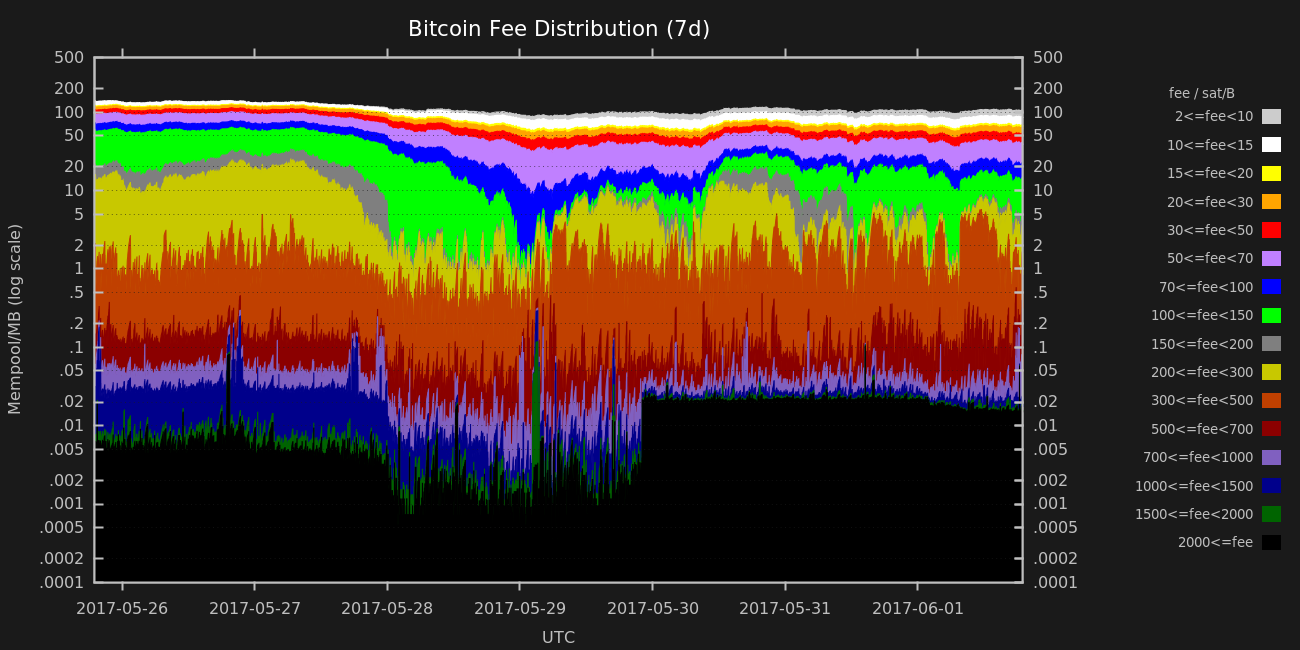 Bitcoin Fee Distribution (7d)
500
200
100
50
20
10
5
2
1
.5
.2
.1
.05
.02
.01
.005
.002
.001
.0005
.0002
.0001
Mempool/MB (log scale)
500
200
100
50
20
10
5
2
1
.5
.2
.1
.05
.02
.01
.005
.002
.001
.0005
.0002
.0001
2017-05-26 2017-05-27 2017-05-28 2017-05-29 2017-05-30 2017-05-31 2017-06-01
UTC
fee / sat/B
2<=fee<10
10<=fee<15
15<=fee<20
20<=fee<30
30<=fee<50
50<=fee<70
70<=fee<100
100<=fee<150
150<=fee<200
200<=fee<300
300<=fee<500
500<=fee<700
700<=fee<1000
1000<=fee<1500
1500<=fee<2000
2000<=fee